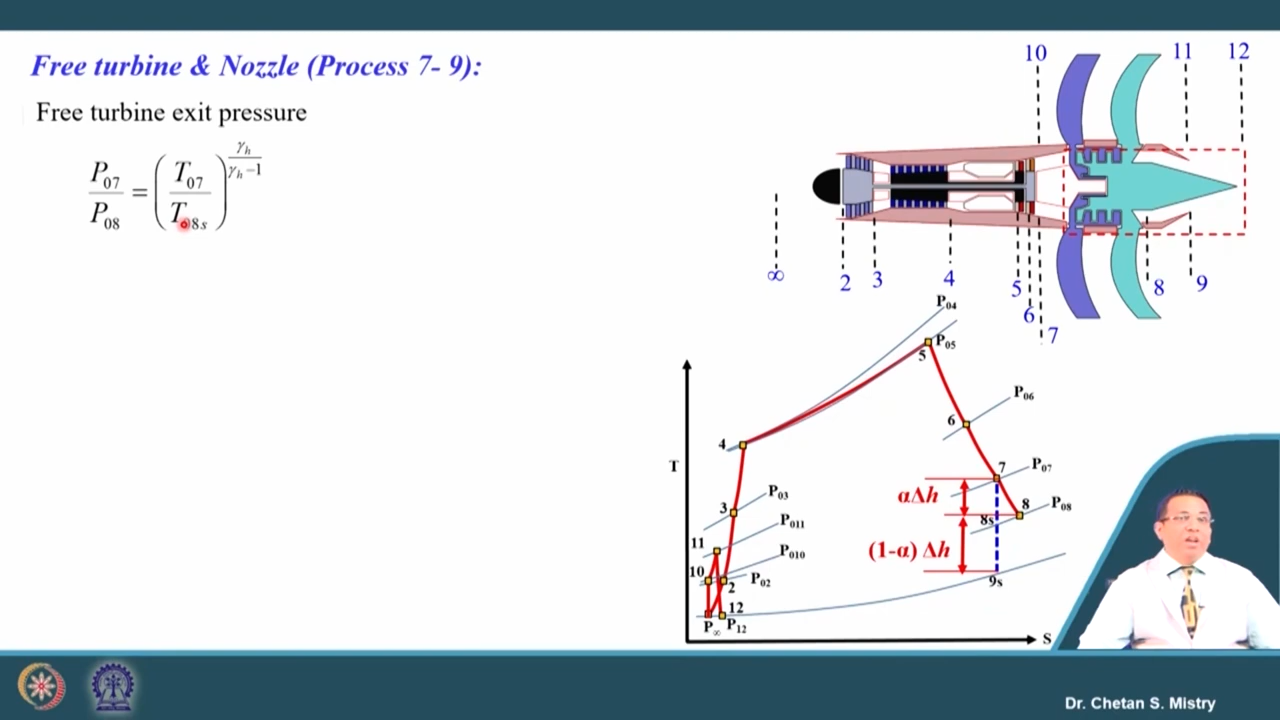 Free turbine & Nozzle (Process 7- 9):
Free turbine exit pressure
P07 / P08 = ( T07 / T08s )^(γh / γh −1)
10 11 12
∞ 2 3 4 5 6 7 8 9
P04
P05
5
P06
6
4
T
7 P07
αΔh
8 P08
8s
P03
3
P011
11
(1-α) Δh
P010
10
2 P02
9s
12
P∞ P12
S
Dr. Chetan S. Mistry